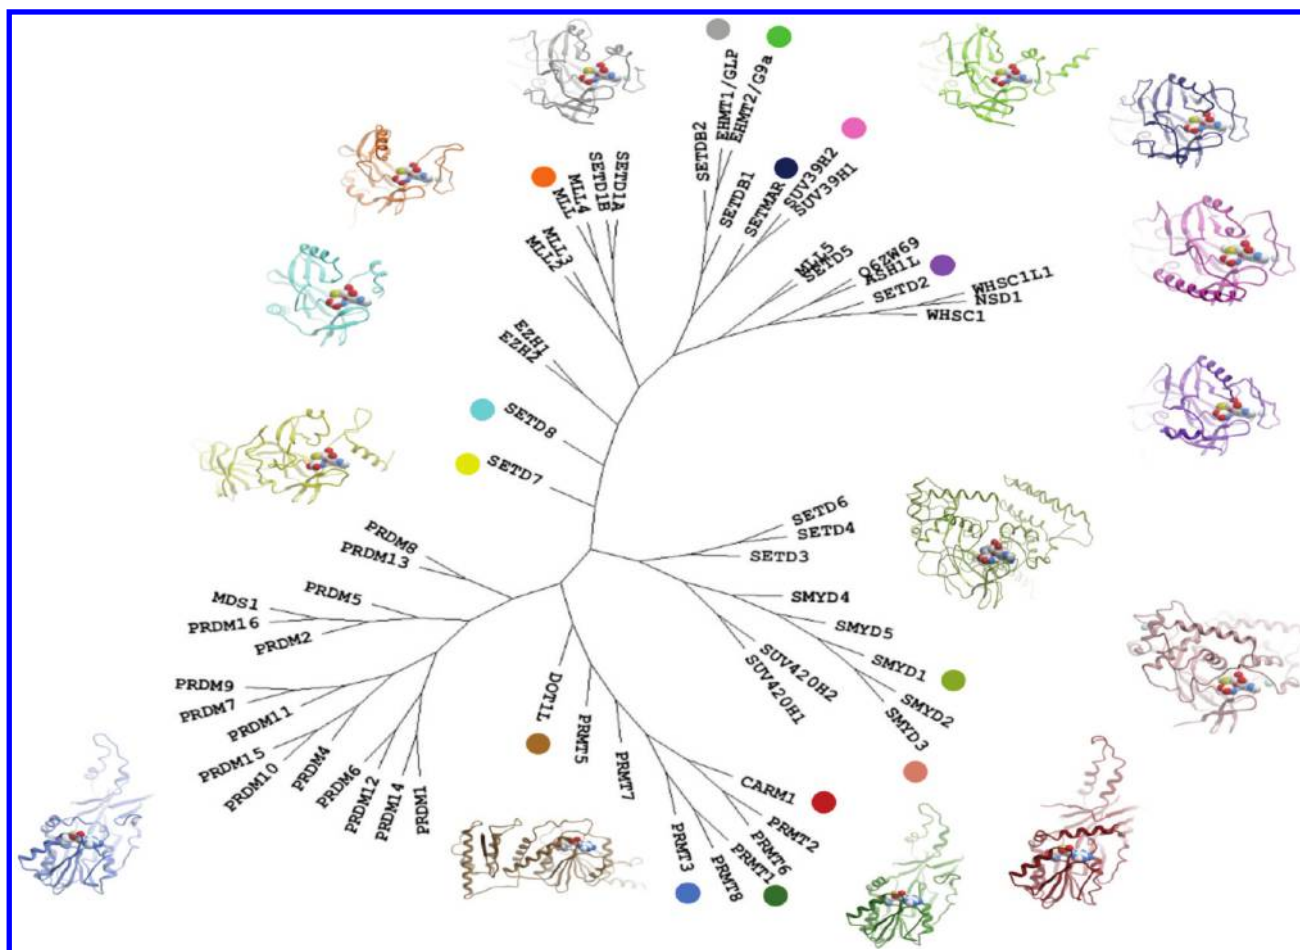 EHMT1/GLP
EHMT2/G9a
SETDB2
SETDB1
SETMAR
SUV39H2
SUV39H1
SETD1A
SETD1B
MLL4
MLL
MLL3
MLL2
MLL5
SETD5
Q6ZW69
ASH1L
SETD2
WHSC1L1
NSD1
WHSC1
EZH1
EZH2
SETD8
SETD7
SETD6
SETD4
SETD3
SMYD4
SMYD5
SMYD1
SMYD2
SMYD3
SUV420H2
SUV420H1
PRDM8
PRDM13
PRDM5
MDS1
PRDM16
PRDM2
PRDM9
PRDM7
PRDM11
PRDM15
PRDM10
PRDM4
PRDM6
PRDM12
PRDM14
PRDM1
DOT1L
PRMT5
PRMT7
CARM1
PRMT2
PRMT6
PRMT1
PRMT8
PRMT3